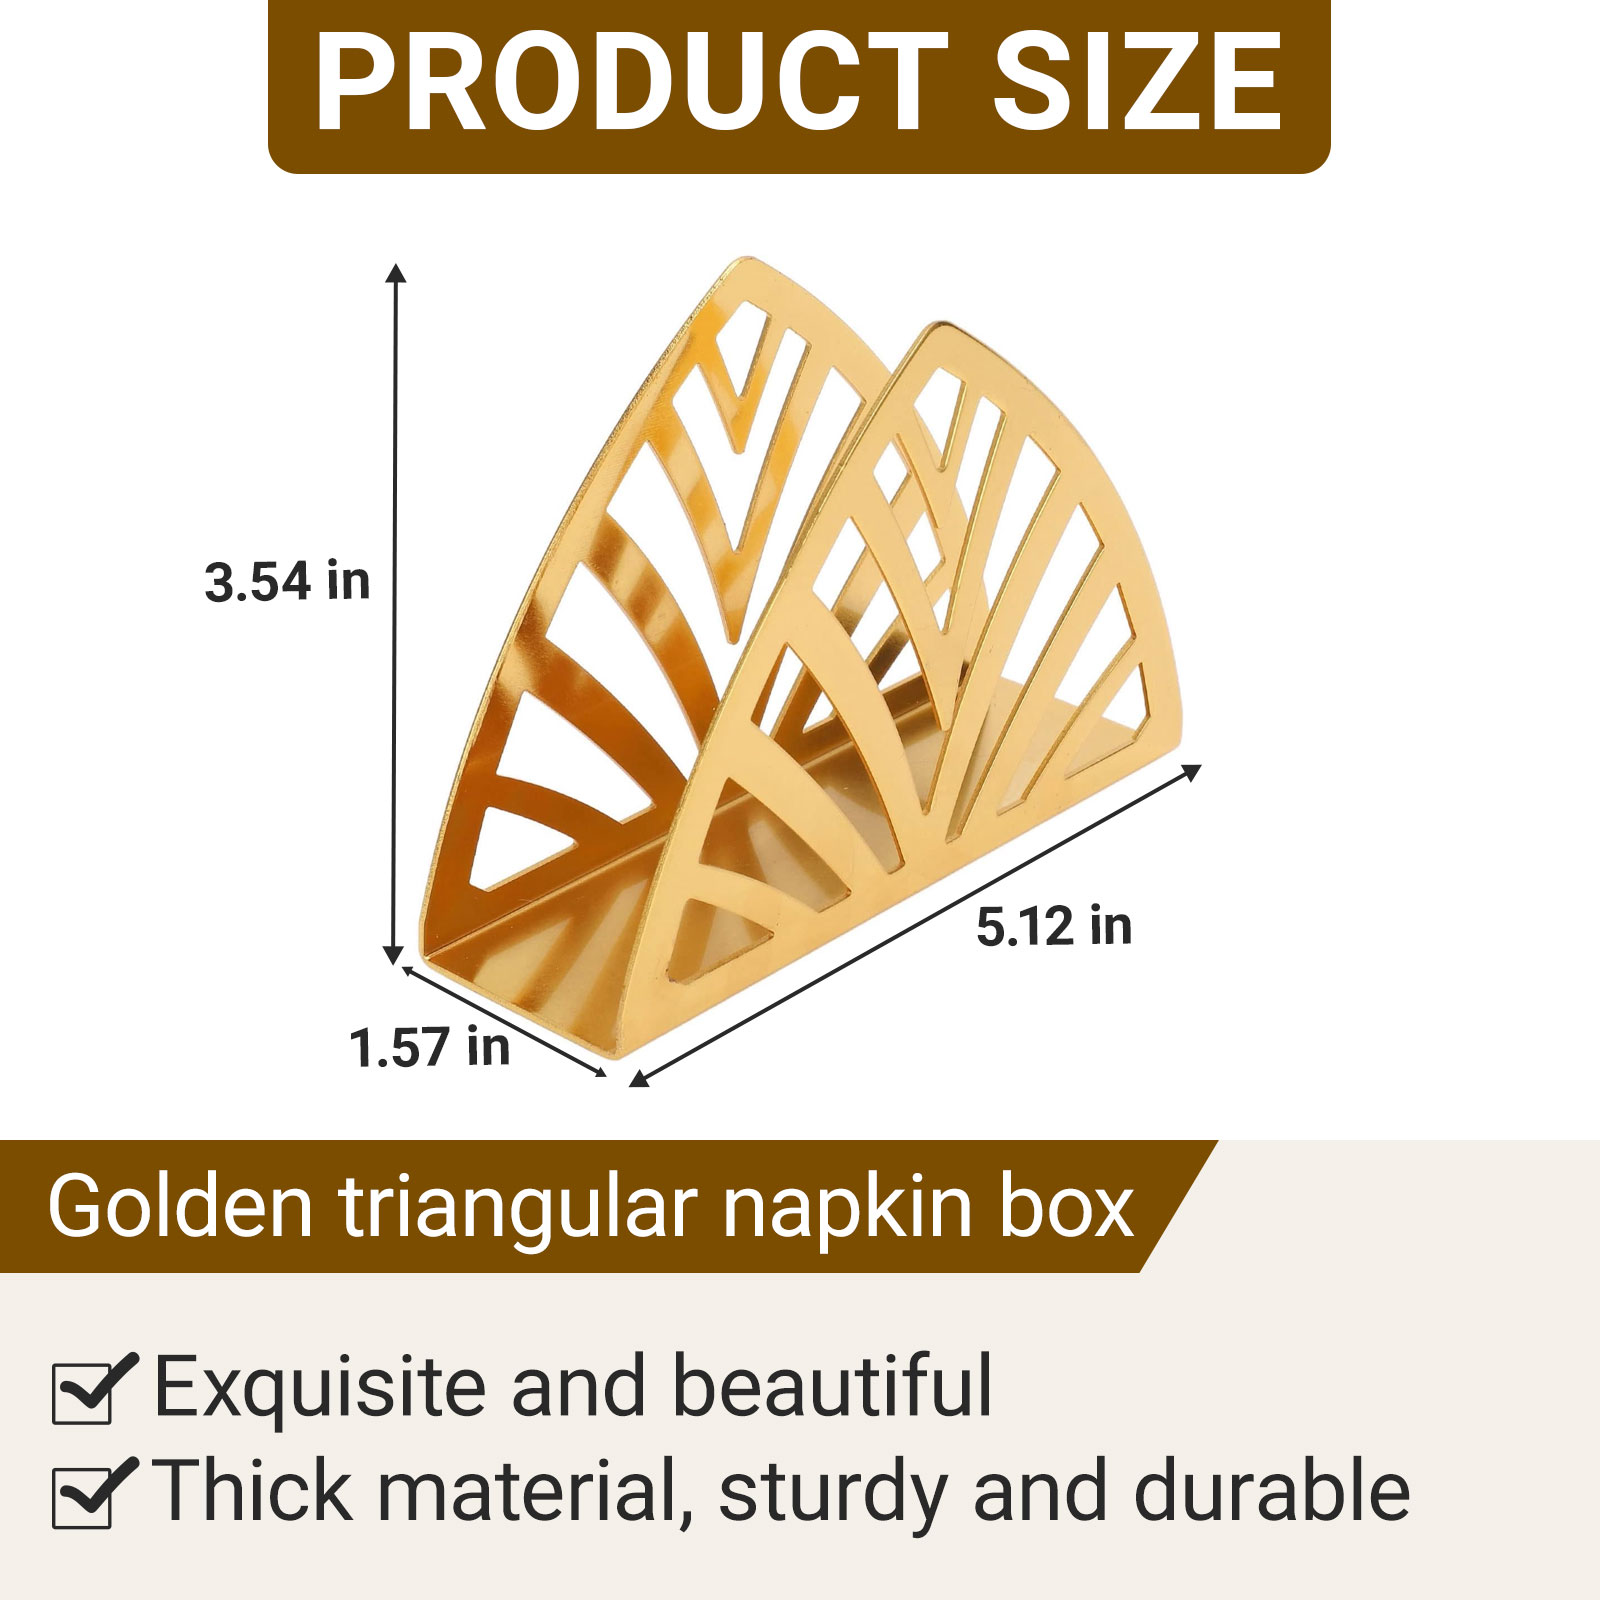 PRODUCT SIZE
3.54 in
5.12 in
1.57 in
Golden triangular napkin box
Exquisite and beautiful
Thick material, sturdy and durable